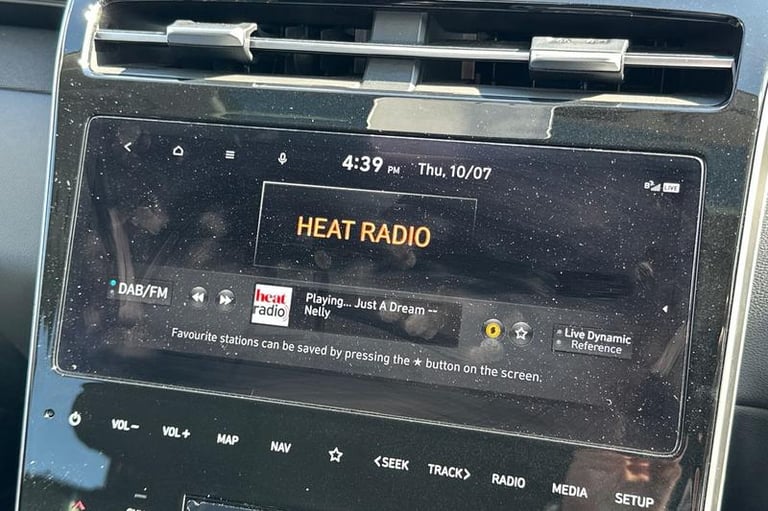 4:39 PM Thu, 10/07
LIVE
HEAT RADIO
DAB/FM
heat
radio
Playing... Just A Dream --
Nelly
Live Dynamic
Reference
Favourite stations can be saved by pressing the ★ button on the screen.
VOL− VOL+ MAP NAV ☆ <SEEK TRACK> RADIO MEDIA SETUP